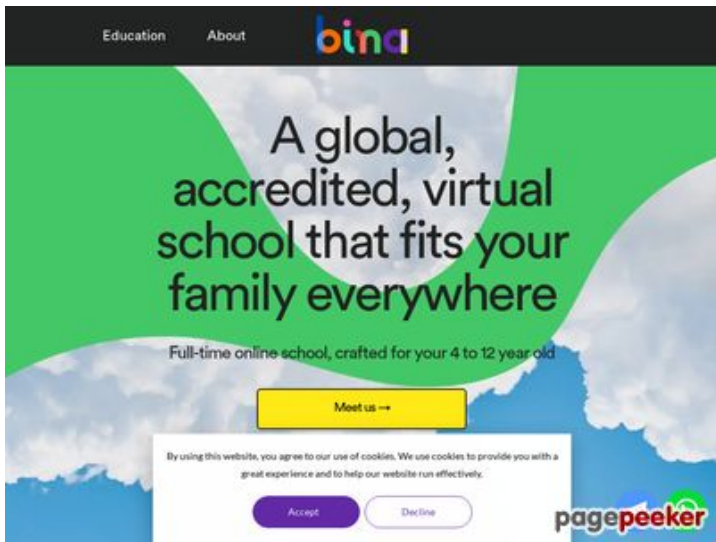 Education About bina
A global,
accredited, virtual
school that fits your
family everywhere
Full-time online school, crafted for your 4 to 12 year old
Meet us →
By using this website, you agree to our use of cookies. We use cookies to provide you with a
great experience and to help our website run effectively.
Accept Decline
pagepeeker